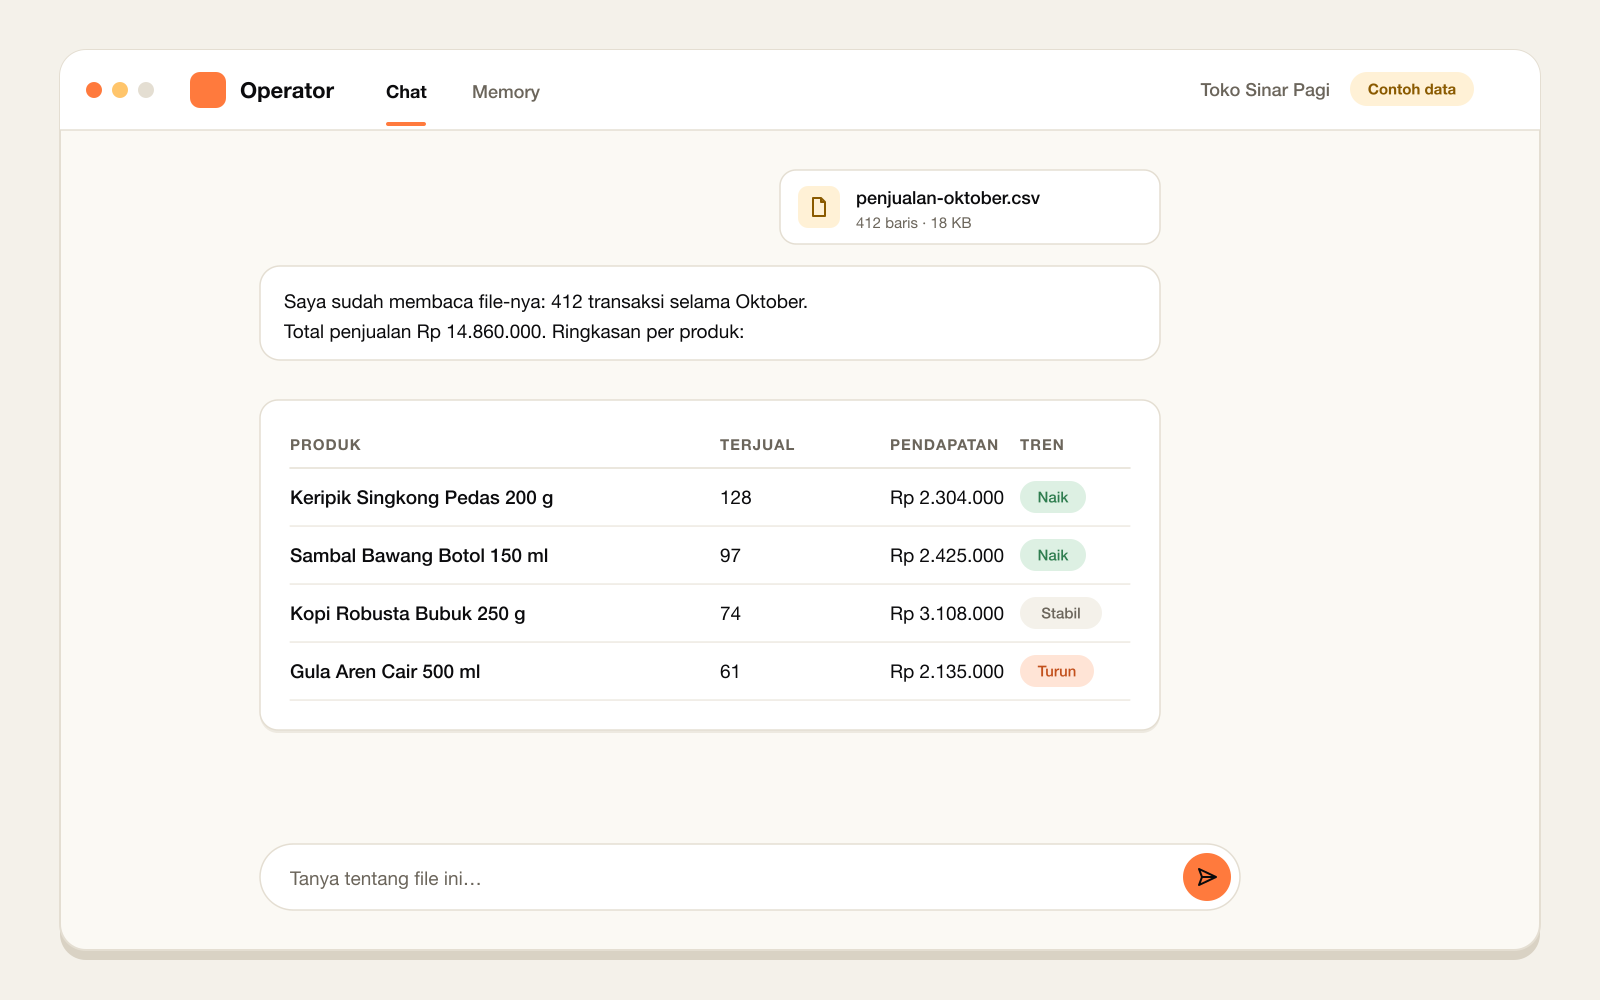 Operator
Chat
Memory
Toko Sinar Pagi
Contoh data
penjualan-oktober.csv
412 baris · 18 KB
Saya sudah membaca file-nya: 412 transaksi selama Oktober.
Total penjualan Rp 14.860.000. Ringkasan per produk:
PRODUK TERJUAL PENDAPATAN TREN
Keripik Singkong Pedas 200 g 128 Rp 2.304.000 Naik
Sambal Bawang Botol 150 ml 97 Rp 2.425.000 Naik
Kopi Robusta Bubuk 250 g 74 Rp 3.108.000 Stabil
Gula Aren Cair 500 ml 61 Rp 2.135.000 Turun
Tanya tentang file ini…